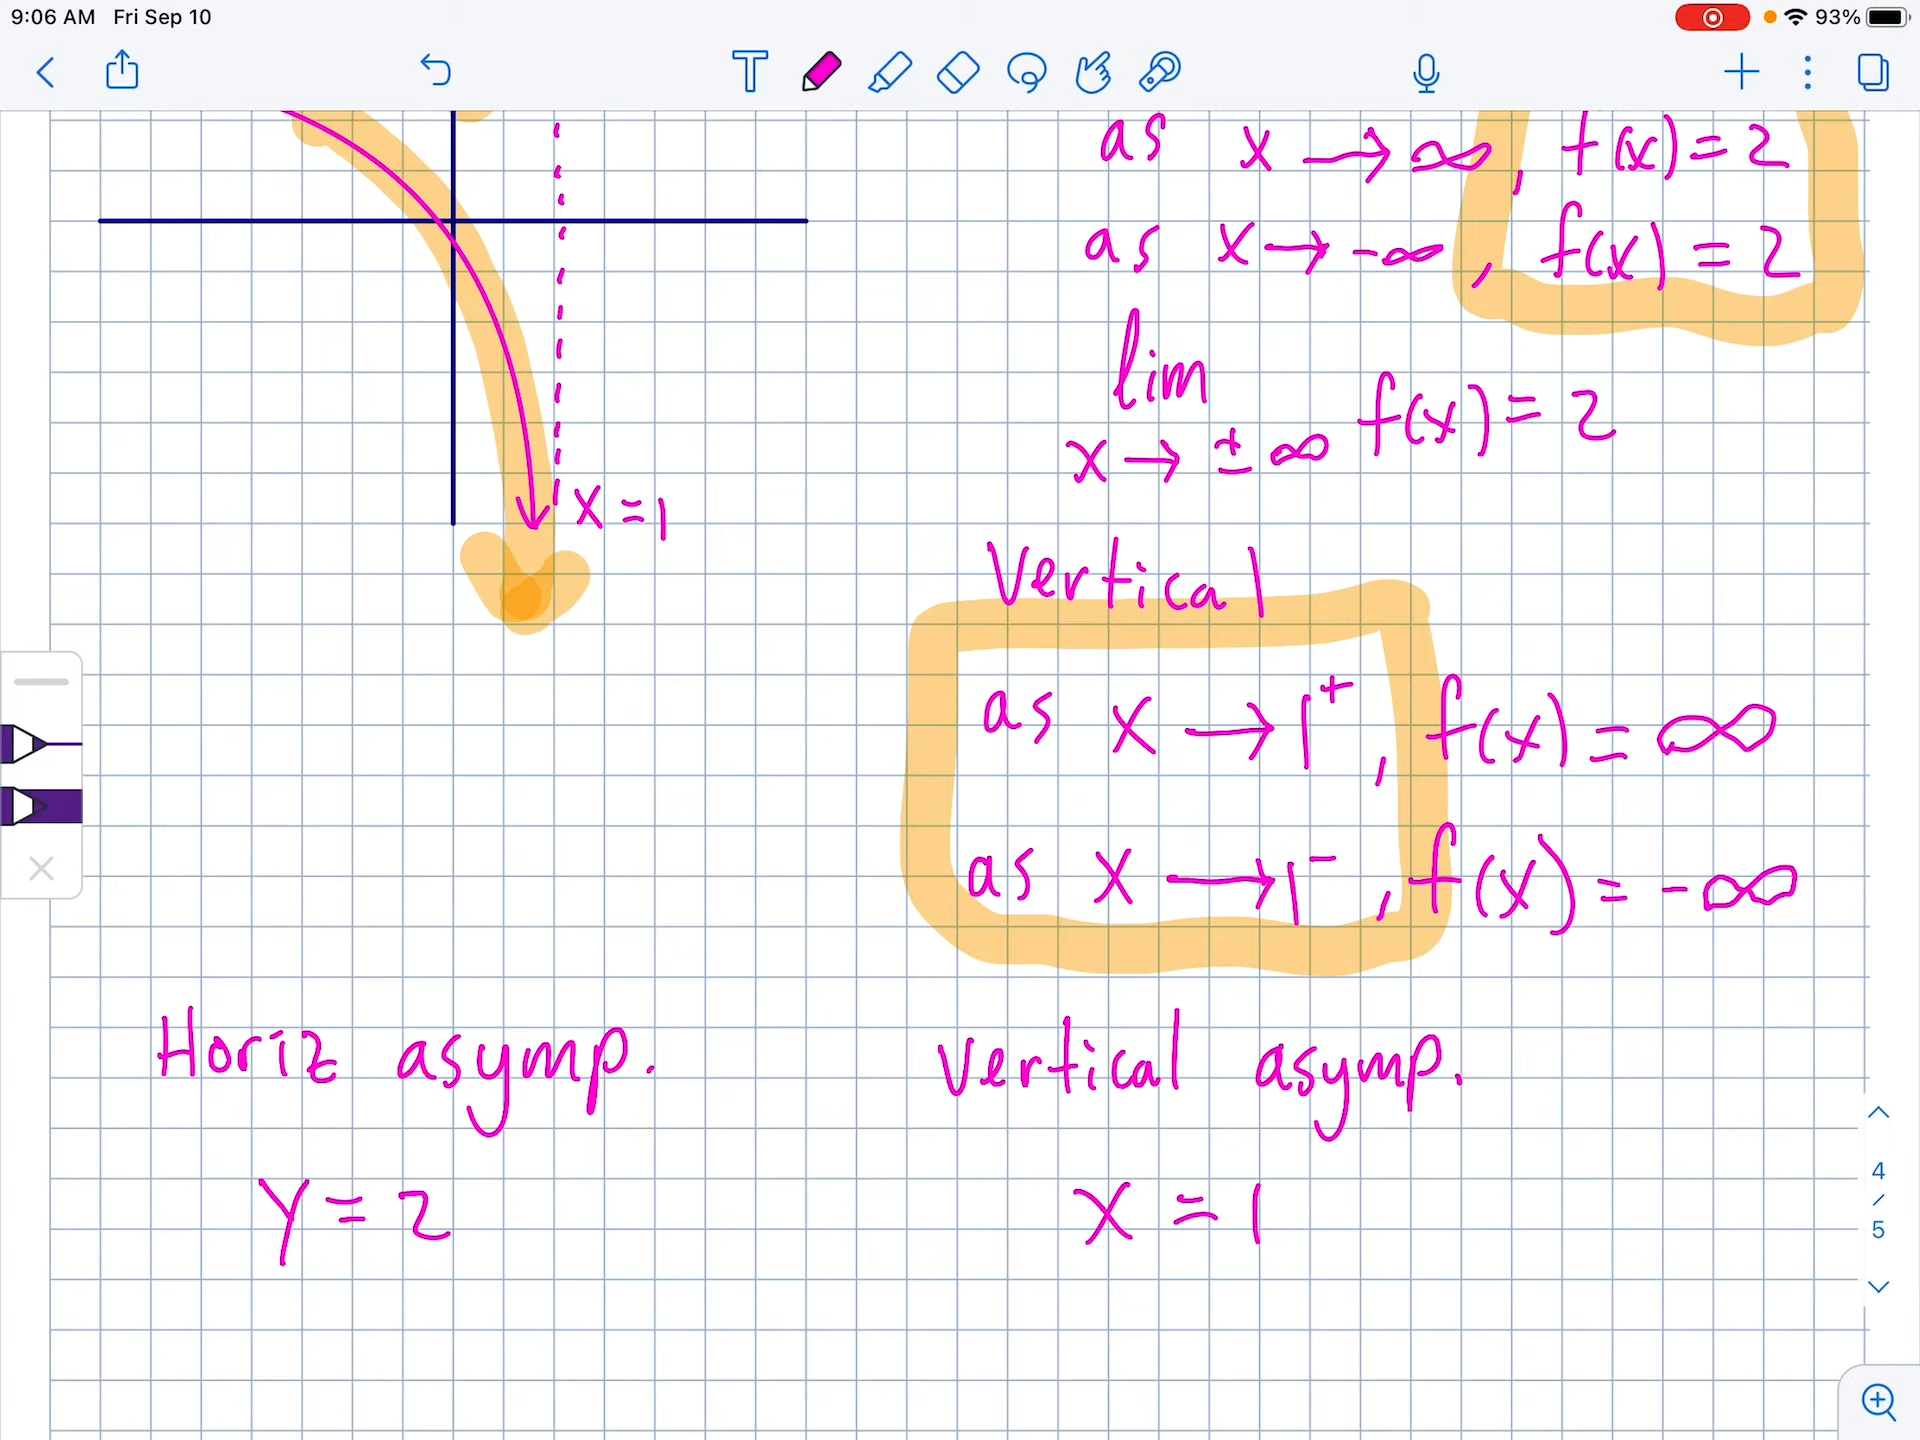 9:06 AM Fri Sep 10
93%
T
as x → ∞, f(x) = 2
as x → -∞, f(x) = 2
lim
x → ± ∞ f(x) = 2
x = 1
Vertical
as x → 1⁺, f(x) = ∞
as x → 1⁻, f(x) = -∞
Horiz asymp.
vertical asymp.
y = 2
x = 1
4
/
5